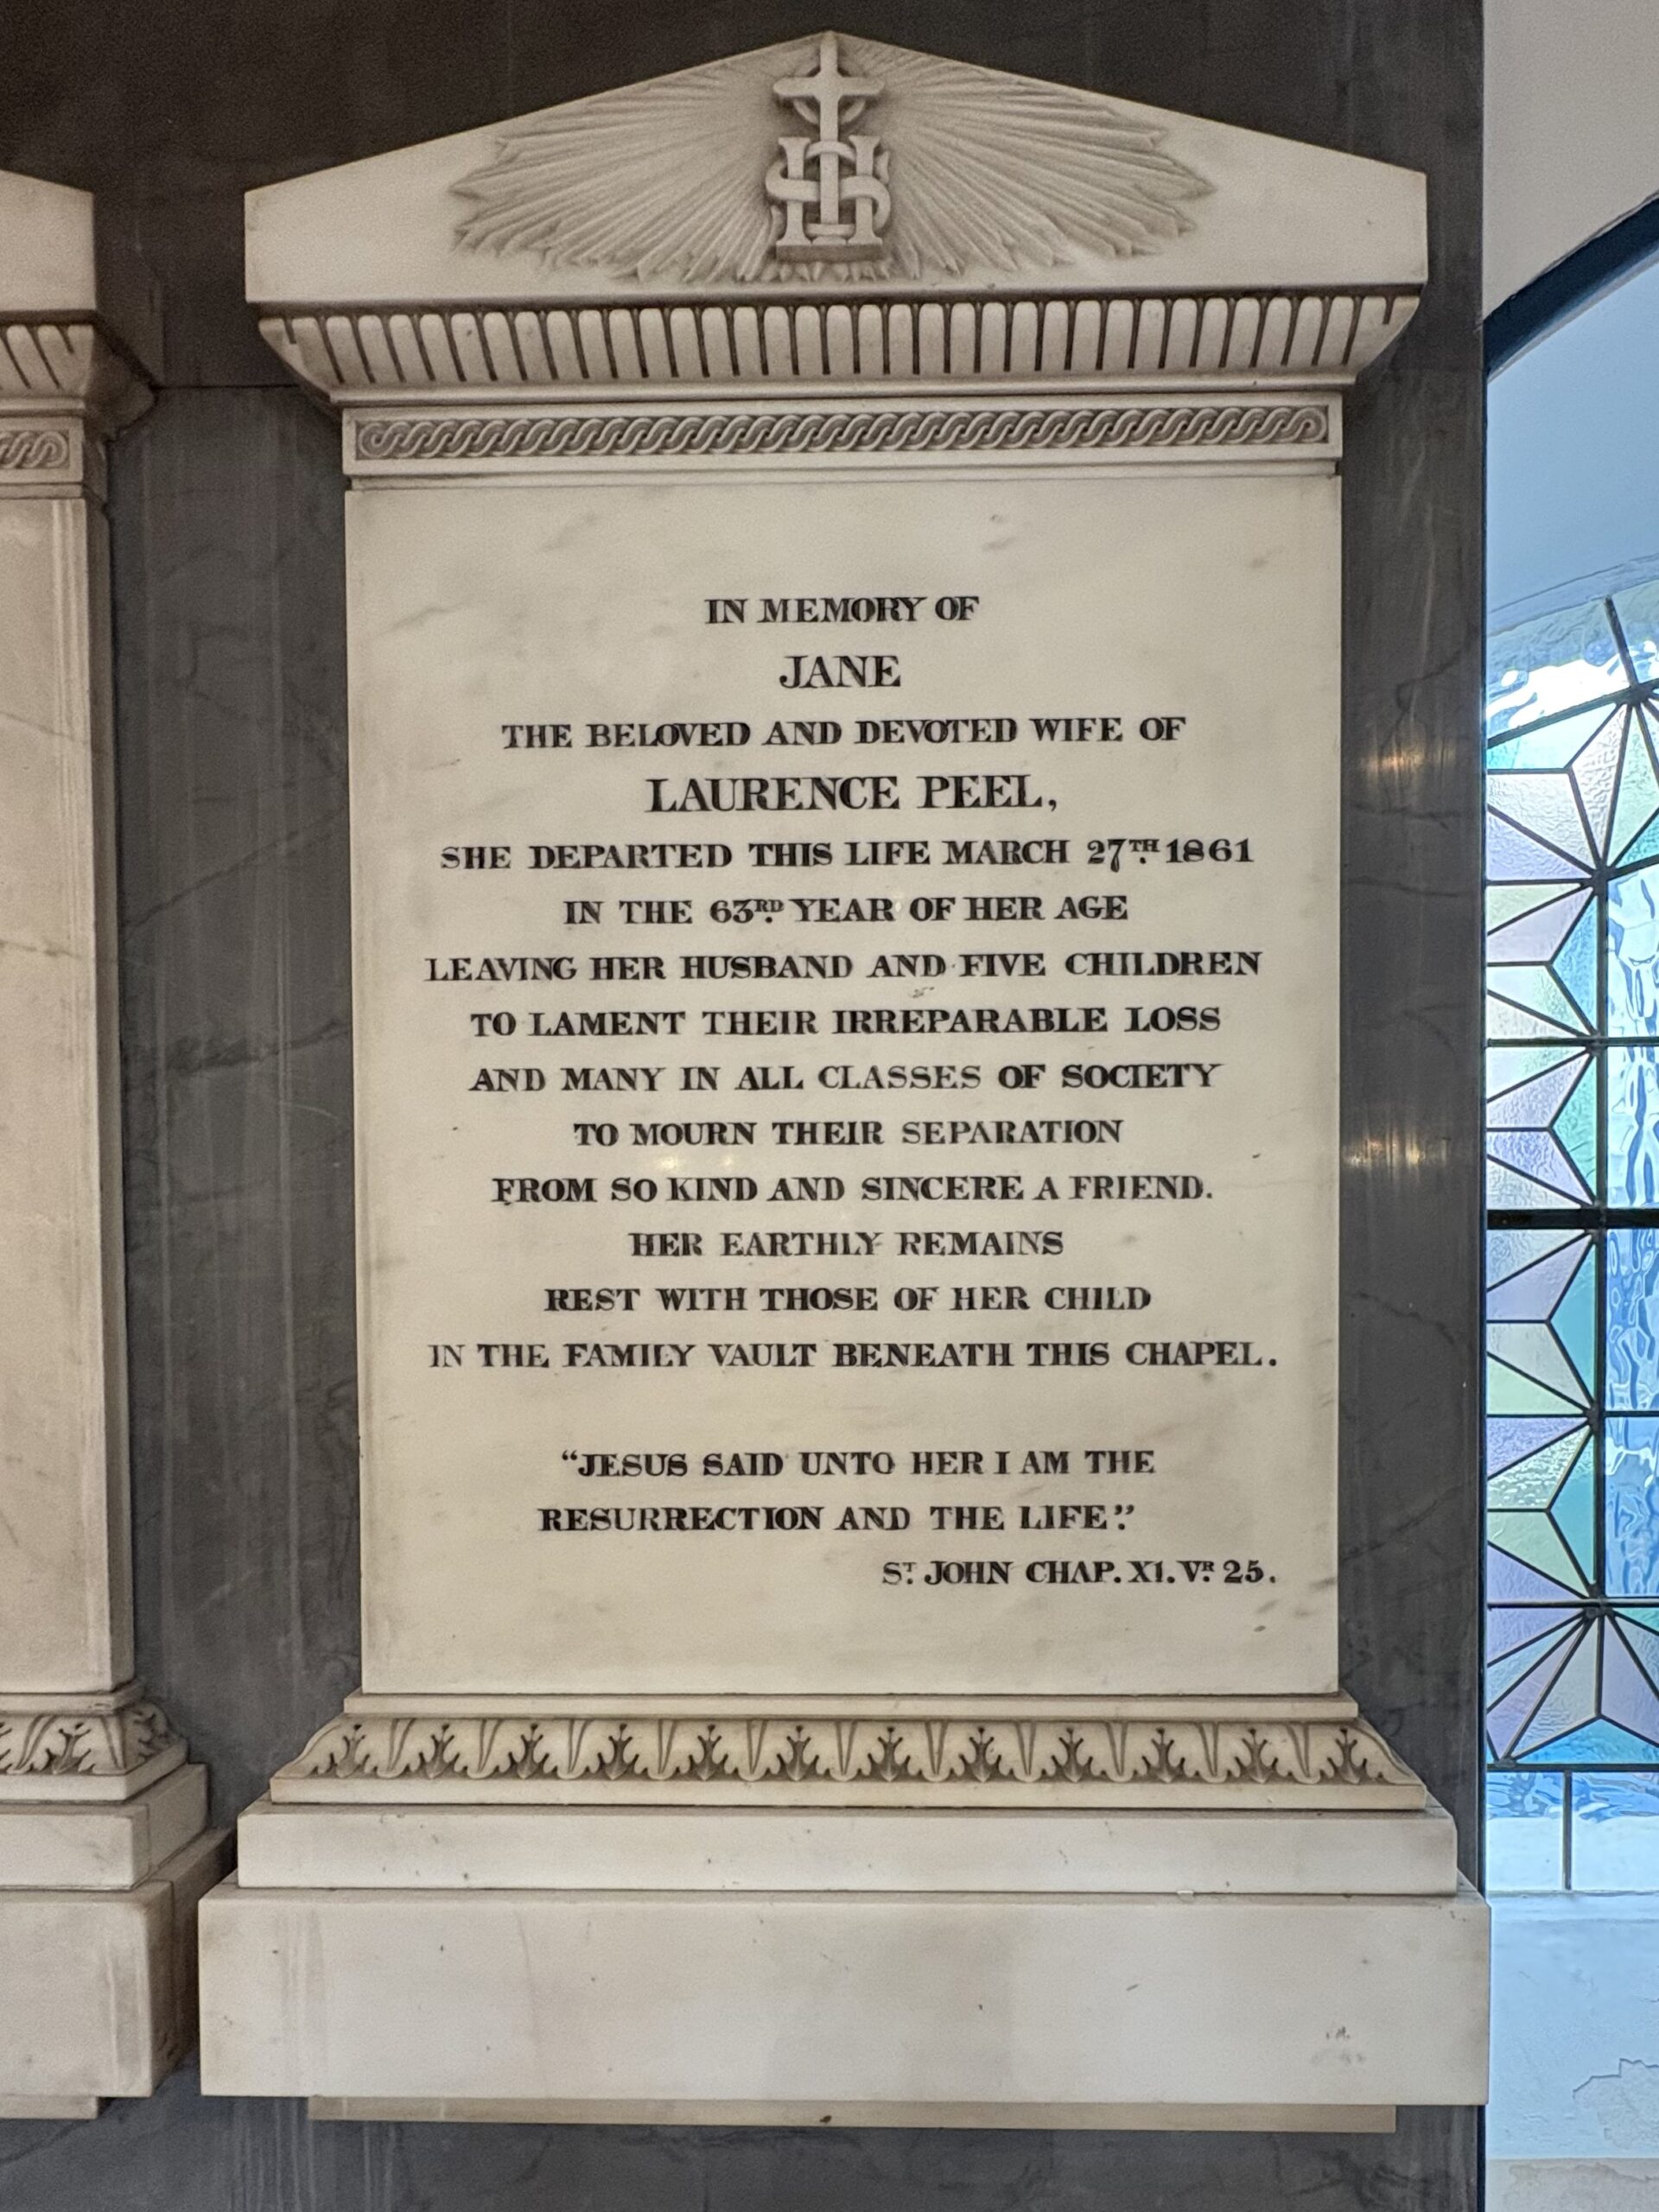 IHS
IN MEMORY OF
JANE
THE BELOVED AND DEVOTED WIFE OF
LAURENCE PEEL,
SHE DEPARTED THIS LIFE MARCH 27TH. 1861
IN THE 63RD. YEAR OF HER AGE
LEAVING HER HUSBAND AND FIVE CHILDREN
TO LAMENT THEIR IRREPARABLE LOSS
AND MANY IN ALL CLASSES OF SOCIETY
TO MOURN THEIR SEPARATION
FROM SO KIND AND SINCERE A FRIEND.
HER EARTHLY REMAINS
REST WITH THOSE OF HER CHILD
IN THE FAMILY VAULT BENEATH THIS CHAPEL.
“JESUS SAID UNTO HER I AM THE
RESURRECTION AND THE LIFE”.
ST. JOHN CHAP. XI. VR. 25.